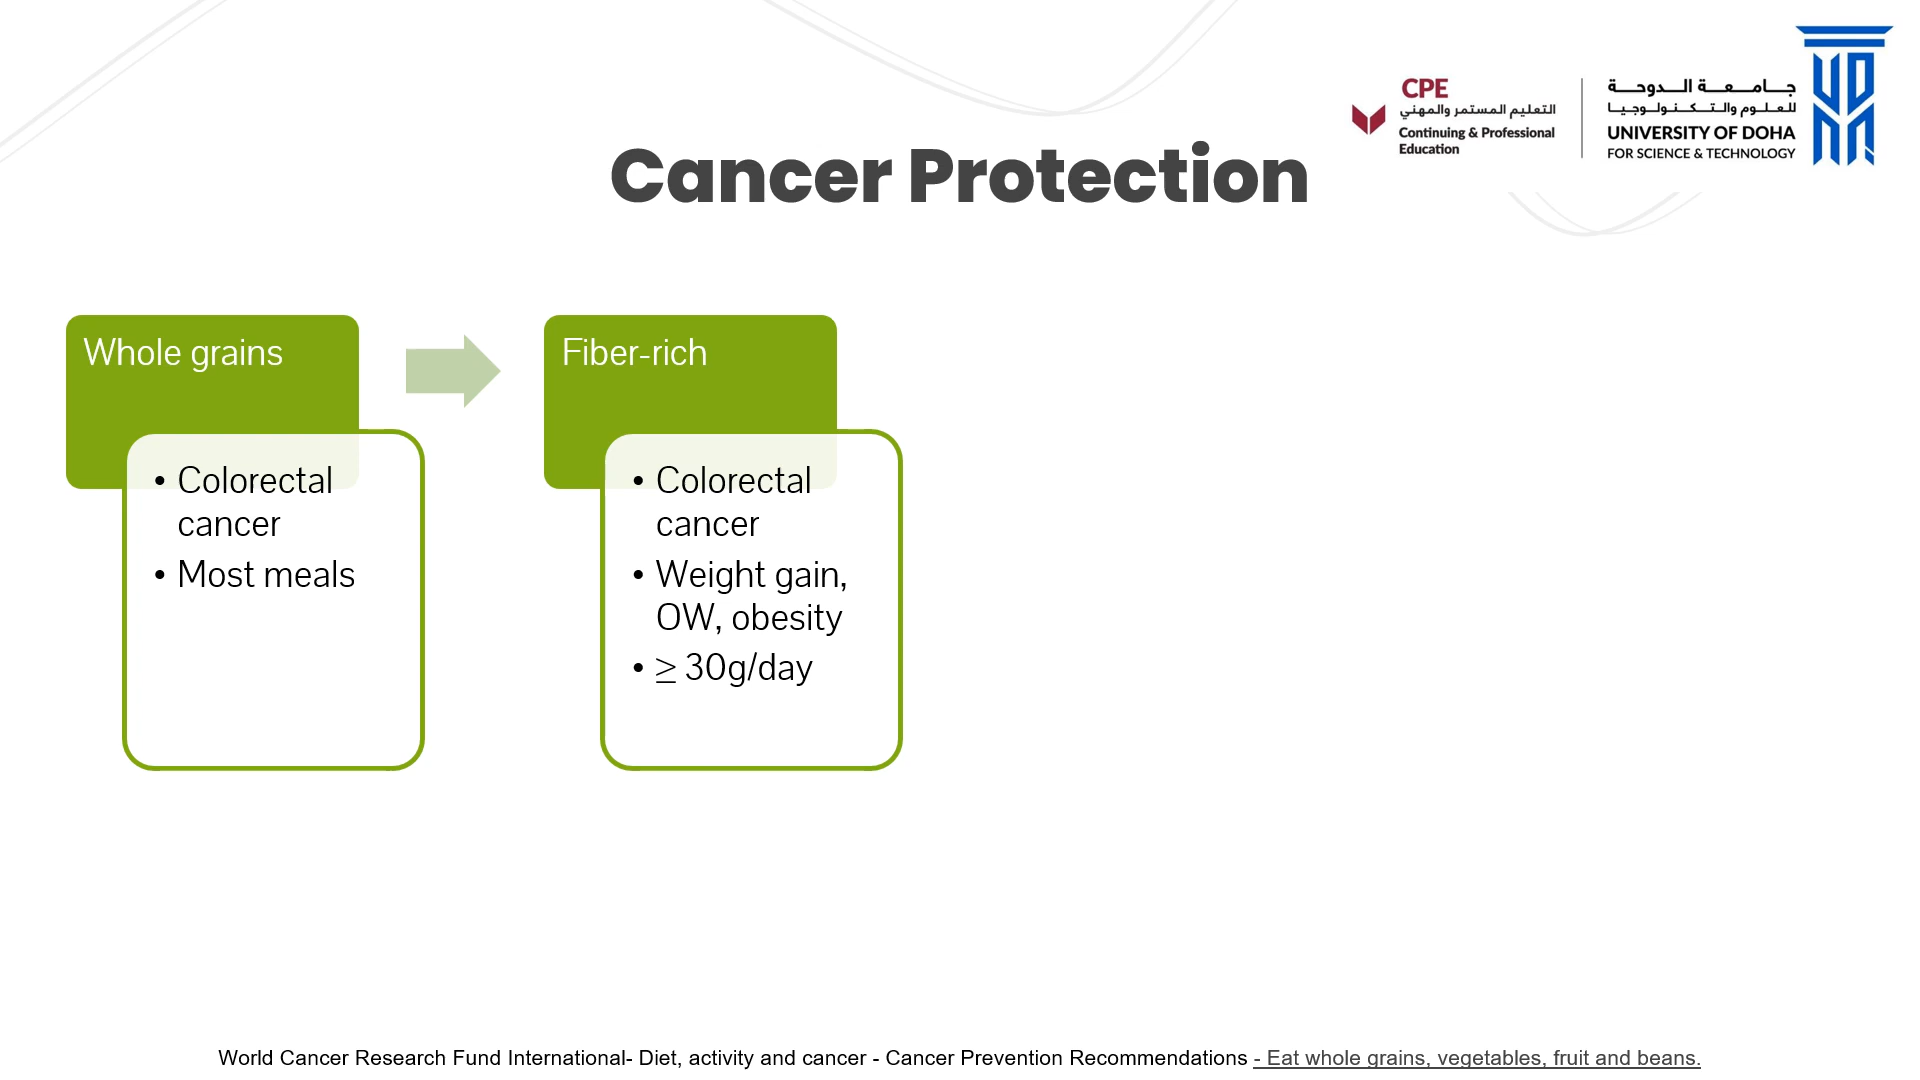 CPE
التعليم المستمر والمهني
Continuing & Professional
Education
جـامـعـة الـدوحـة
للعلوم والتكنولوجيا
UNIVERSITY OF DOHA
FOR SCIENCE & TECHNOLOGY
Cancer Protection
Whole grains
• Colorectal
cancer
• Most meals
Fiber-rich
• Colorectal
cancer
• Weight gain,
OW, obesity
• ≥ 30g/day
World Cancer Research Fund International- Diet, activity and cancer - Cancer Prevention Recommendations - Eat whole grains, vegetables, fruit and beans.